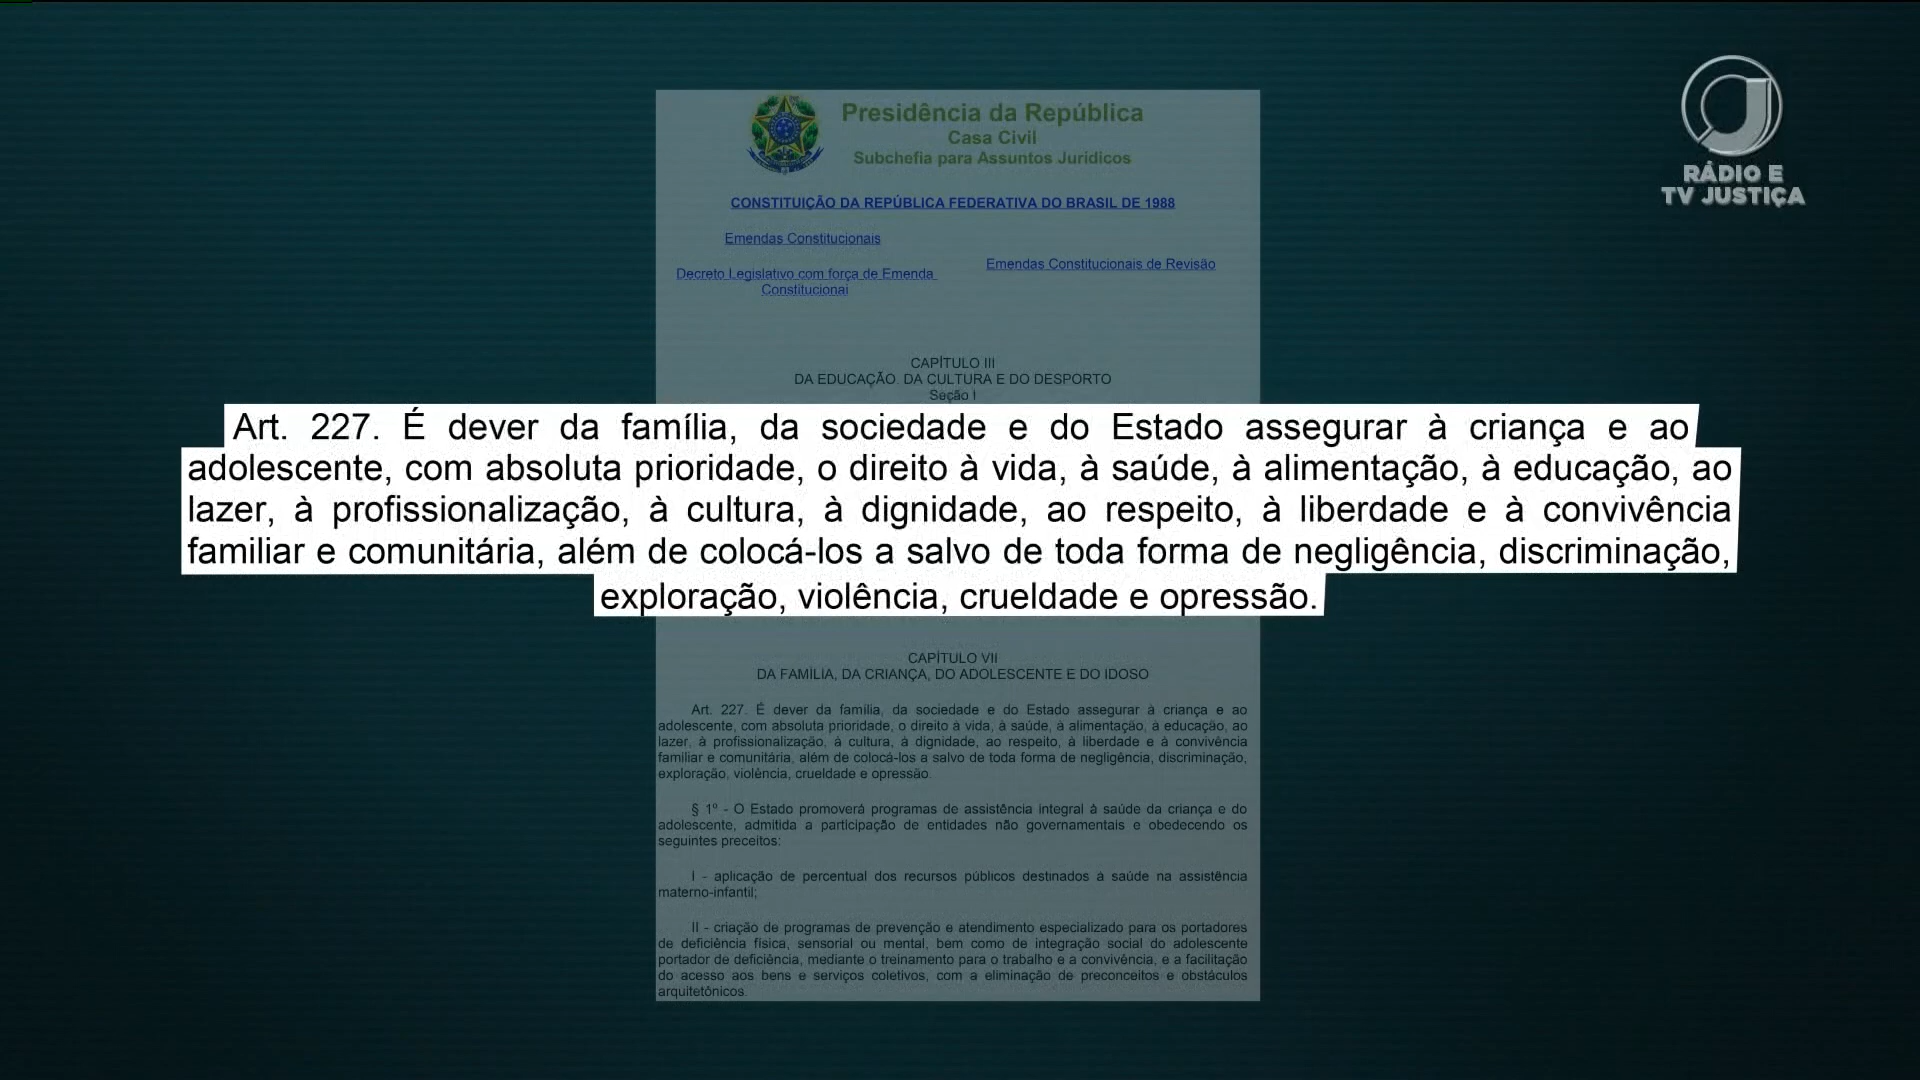 RÁDIO E
TV JUSTIÇA
Presidência da República
Casa Civil
Subchefia para Assuntos Jurídicos
CONSTITUIÇÃO DA REPÚBLICA FEDERATIVA DO BRASIL DE 1988
Emendas Constitucionais
Emendas Constitucionais de Revisão
Decreto Legislativo com força de Emenda
Constitucional
CAPÍTULO III
DA EDUCAÇÃO, DA CULTURA E DO DESPORTO
Seção I
Art. 227. É dever da família, da sociedade e do Estado assegurar à criança e ao
adolescente, com absoluta prioridade, o direito à vida, à saúde, à alimentação, à educação, ao
lazer, à profissionalização, à cultura, à dignidade, ao respeito, à liberdade e à convivência
familiar e comunitária, além de colocá-los a salvo de toda forma de negligência, discriminação,
exploração, violência, crueldade e opressão.
CAPÍTULO VII
DA FAMÍLIA, DA CRIANÇA, DO ADOLESCENTE E DO IDOSO
Art. 227. É dever da família, da sociedade e do Estado assegurar à criança e ao
adolescente, com absoluta prioridade, o direito à vida, à saúde, à alimentação, à educação, ao
lazer, à profissionalização, à cultura, à dignidade, ao respeito, à liberdade e à convivência
familiar e comunitária, além de colocá-los a salvo de toda forma de negligência, discriminação,
exploração, violência, crueldade e opressão.
§ 1º - O Estado promoverá programas de assistência integral à saúde da criança e do
adolescente, admitida a participação de entidades não governamentais e obedecendo os
seguintes preceitos:
I - aplicação de percentual dos recursos públicos destinados à saúde na assistência
materno-infantil;
II - criação de programas de prevenção e atendimento especializado para os portadores
de deficiência física, sensorial ou mental, bem como de integração social do adolescente
portador de deficiência, mediante o treinamento para o trabalho e a convivência, e a facilitação
do acesso aos bens e serviços coletivos, com a eliminação de preconceitos e obstáculos
arquitetônicos.